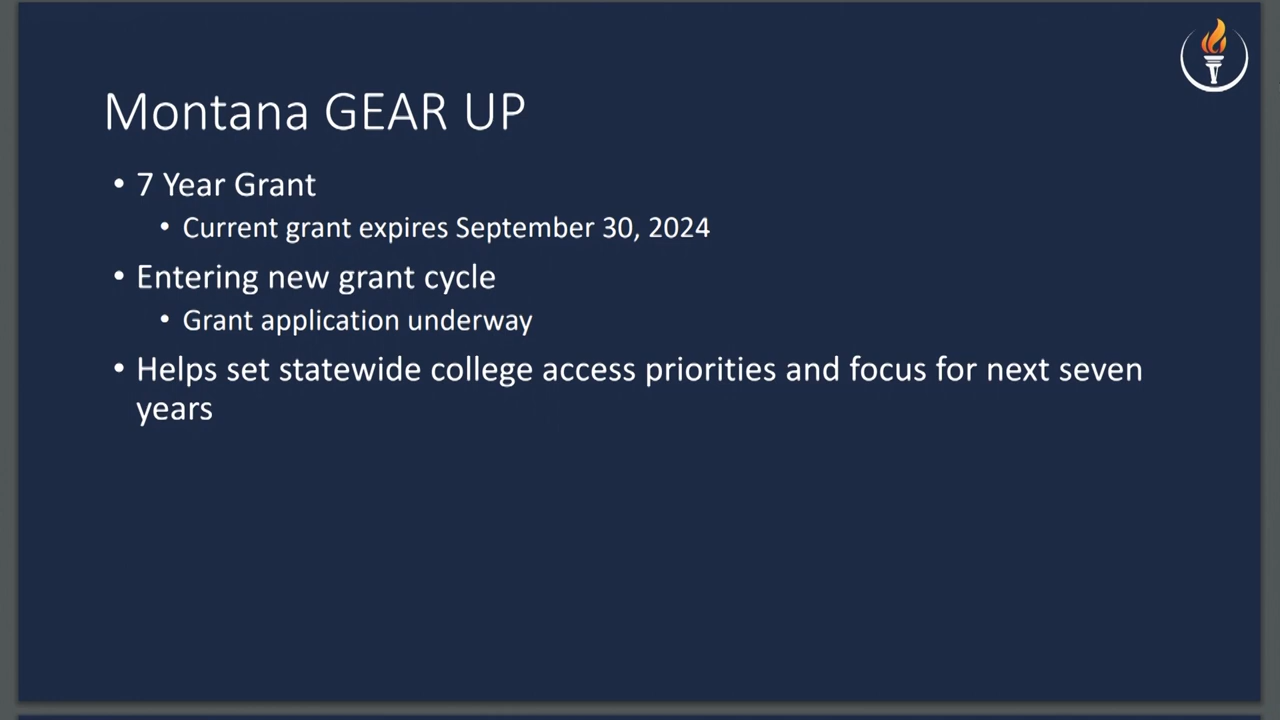 Montana GEAR UP
• 7 Year Grant
• Current grant expires September 30, 2024
• Entering new grant cycle
• Grant application underway
• Helps set statewide college access priorities and focus for next seven
years